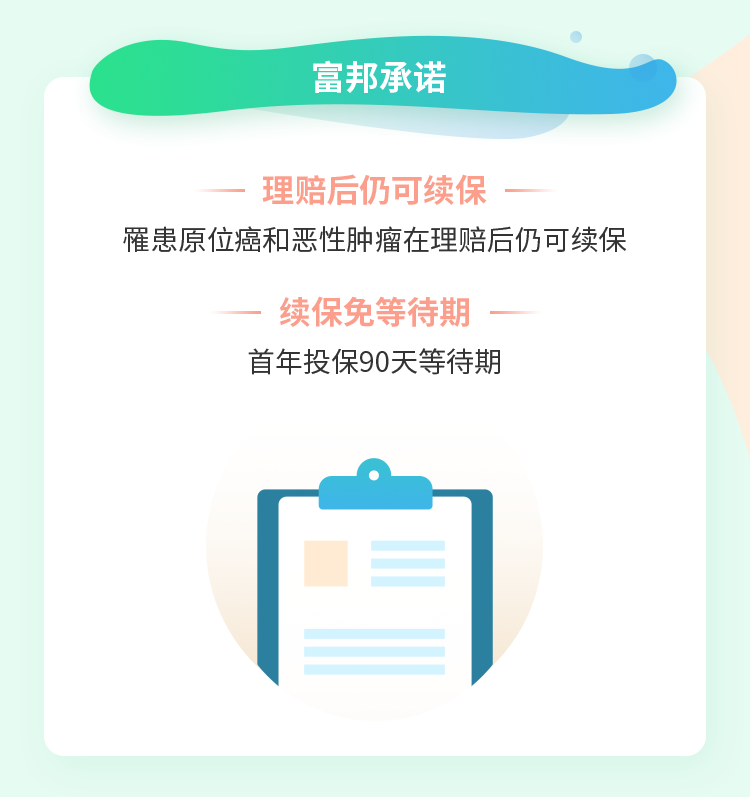 富邦承诺
理赔后仍可续保
罹患原位癌和恶性肿瘤在理赔后仍可续保
续保免等待期
首年投保90天等待期